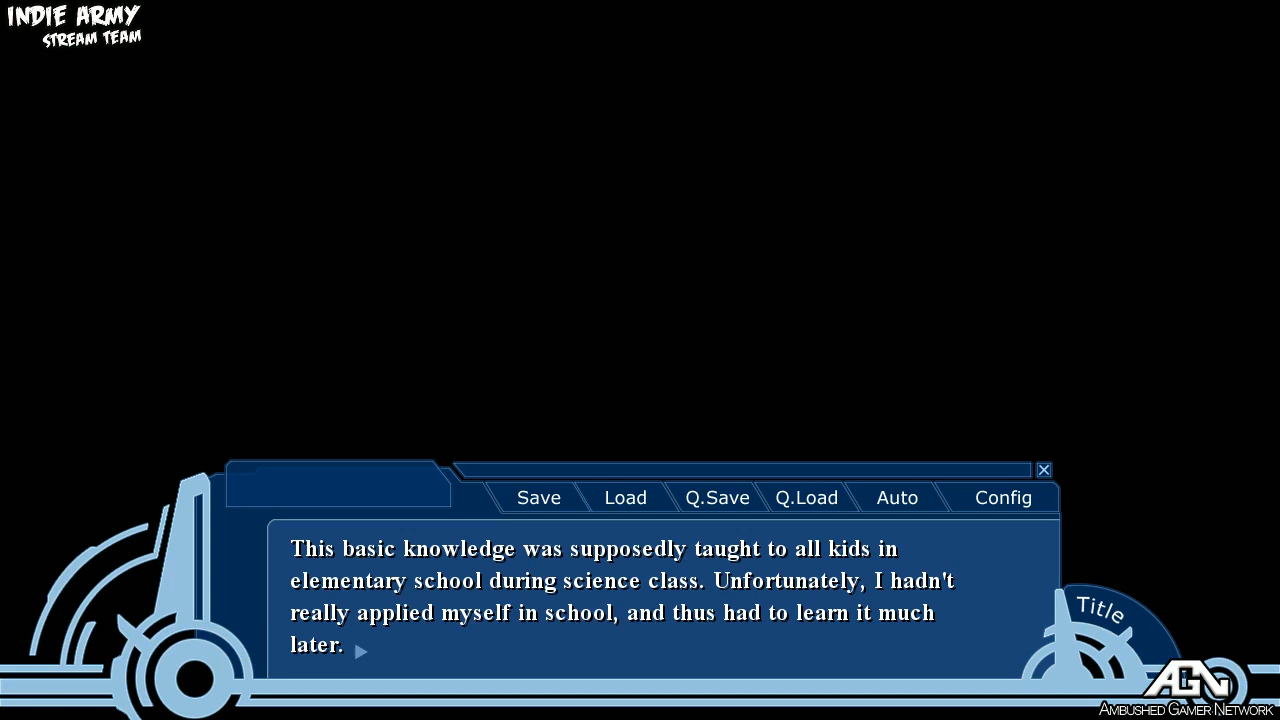 INDIE ARMY
STREAM TEAM
Save Load Q.Save Q.Load Auto Config
This basic knowledge was supposedly taught to all kids in
elementary school during science class. Unfortunately, I hadn't
really applied myself in school, and thus had to learn it much
later.
Title
AGN
AMBUSHED GAMER NETWORK